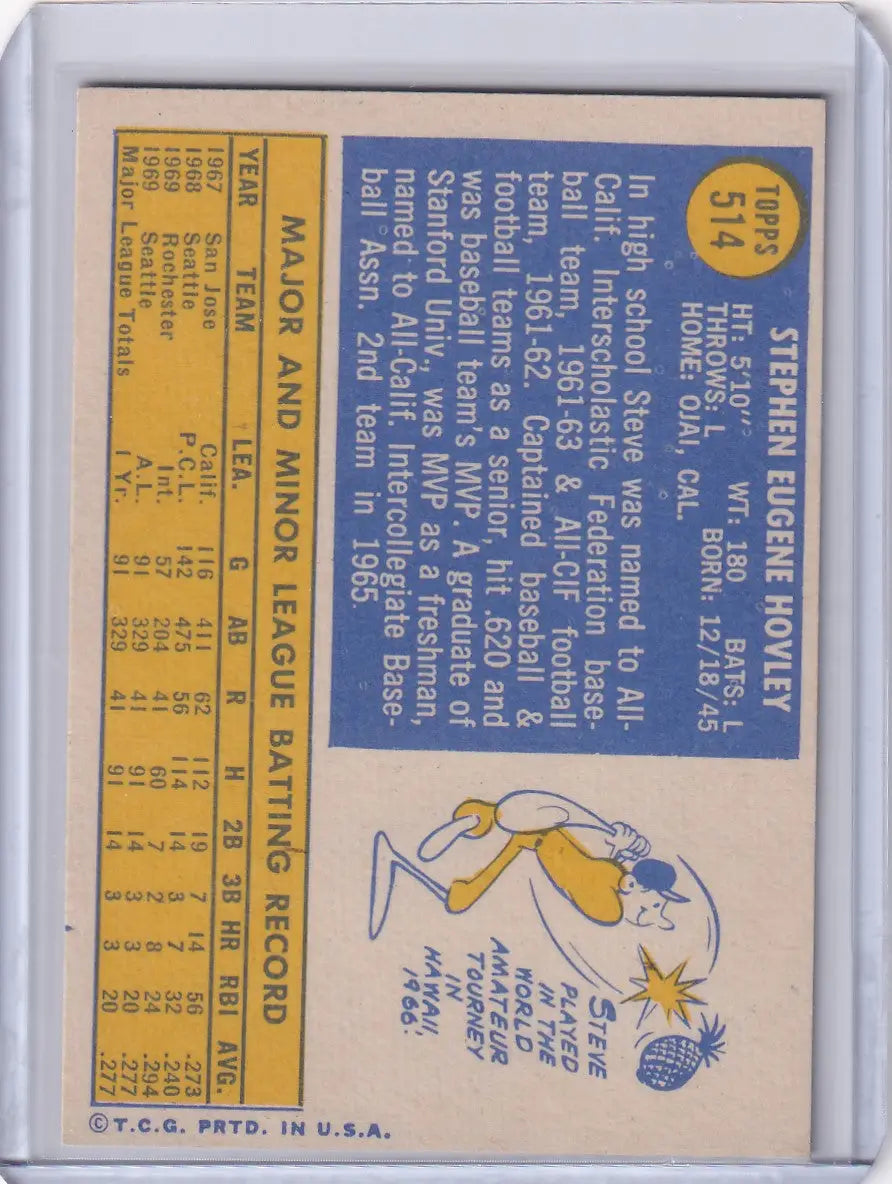 TOPPS
514
STEPHEN EUGENE HOVLEY
HT: 5'10" WT: 180 BATS: L
THROWS: L BORN: 12/18/45
HOME: OJAI, CAL.
In high school Steve was named to All-
Calif. Interscholastic Federation base-
ball team, 1961-63 & All-CIF football
team, 1961-62. Captained baseball &
football teams as a senior, hit .620 and
was baseball team's MVP. A graduate of
Stanford Univ., was MVP as a freshman,
named to All-Calif. Intercollegiate Base-
ball Assn. 2nd team in 1965.
STEVE
PLAYED
IN THE
WORLD
AMATEUR
TOURNEY
IN
HAWAII,
1966!
MAJOR AND MINOR LEAGUE BATTING RECORD
YEAR TEAM LEA. G AB R H 2B 3B HR RBI AVG.
1967 San Jose Calif. 116 411 62 112 19 7 14 56 .273
1968 Seattle P.C.L. 142 475 56 114 14 3 7 32 .240
1969 Rochester Int. 57 204 41 60 7 2 8 24 .294
1969 Seattle A.L. 91 329 41 91 14 3 3 20 .277
Major League Totals 1 Yr. 91 329 41 91 14 3 3 20 .277
© T.C.G. PRTD. IN U.S.A.